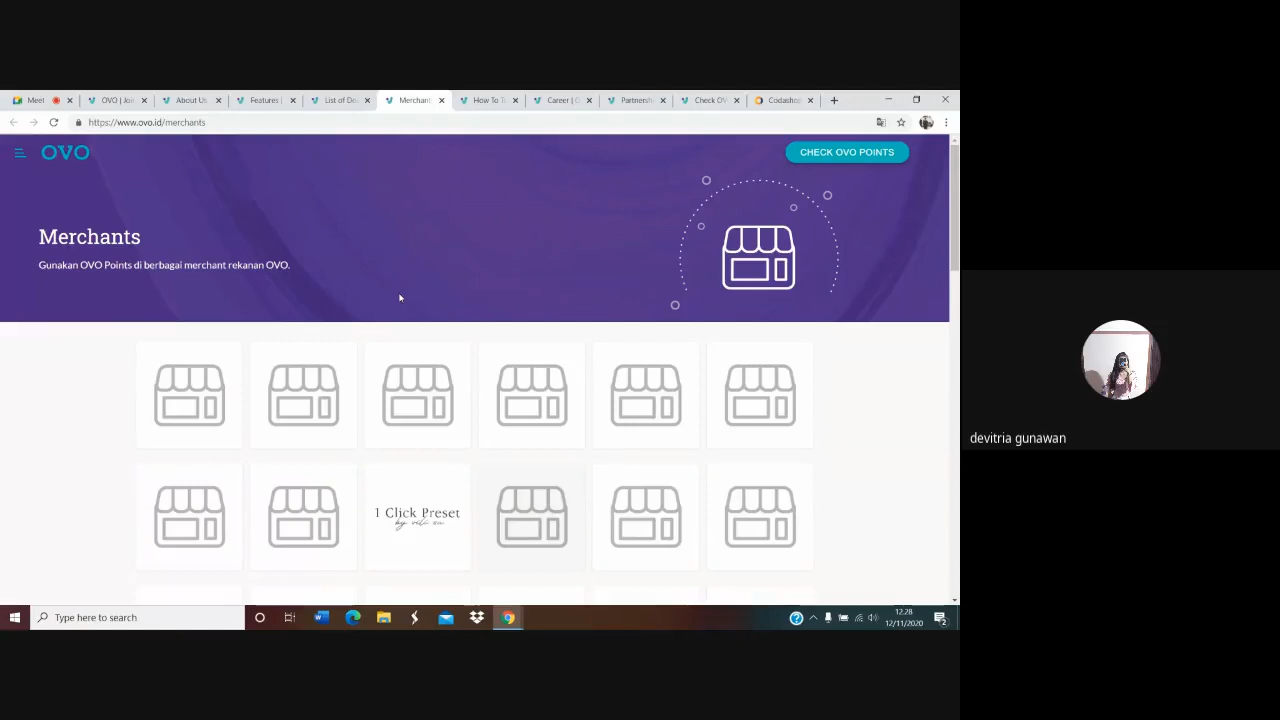 Meet
OVO | Joi
About Us
Features |
List of De
Merchant
How To T
Career | O
Partnersh
Check OV
Codashop
https://www.ovo.id/merchants
OVO
CHECK OVO POINTS
Merchants
Gunakan OVO Points di berbagai merchant rekanan OVO.
1 Click Preset
devitria gunawan
Type here to search
12.28
12/11/2020
2